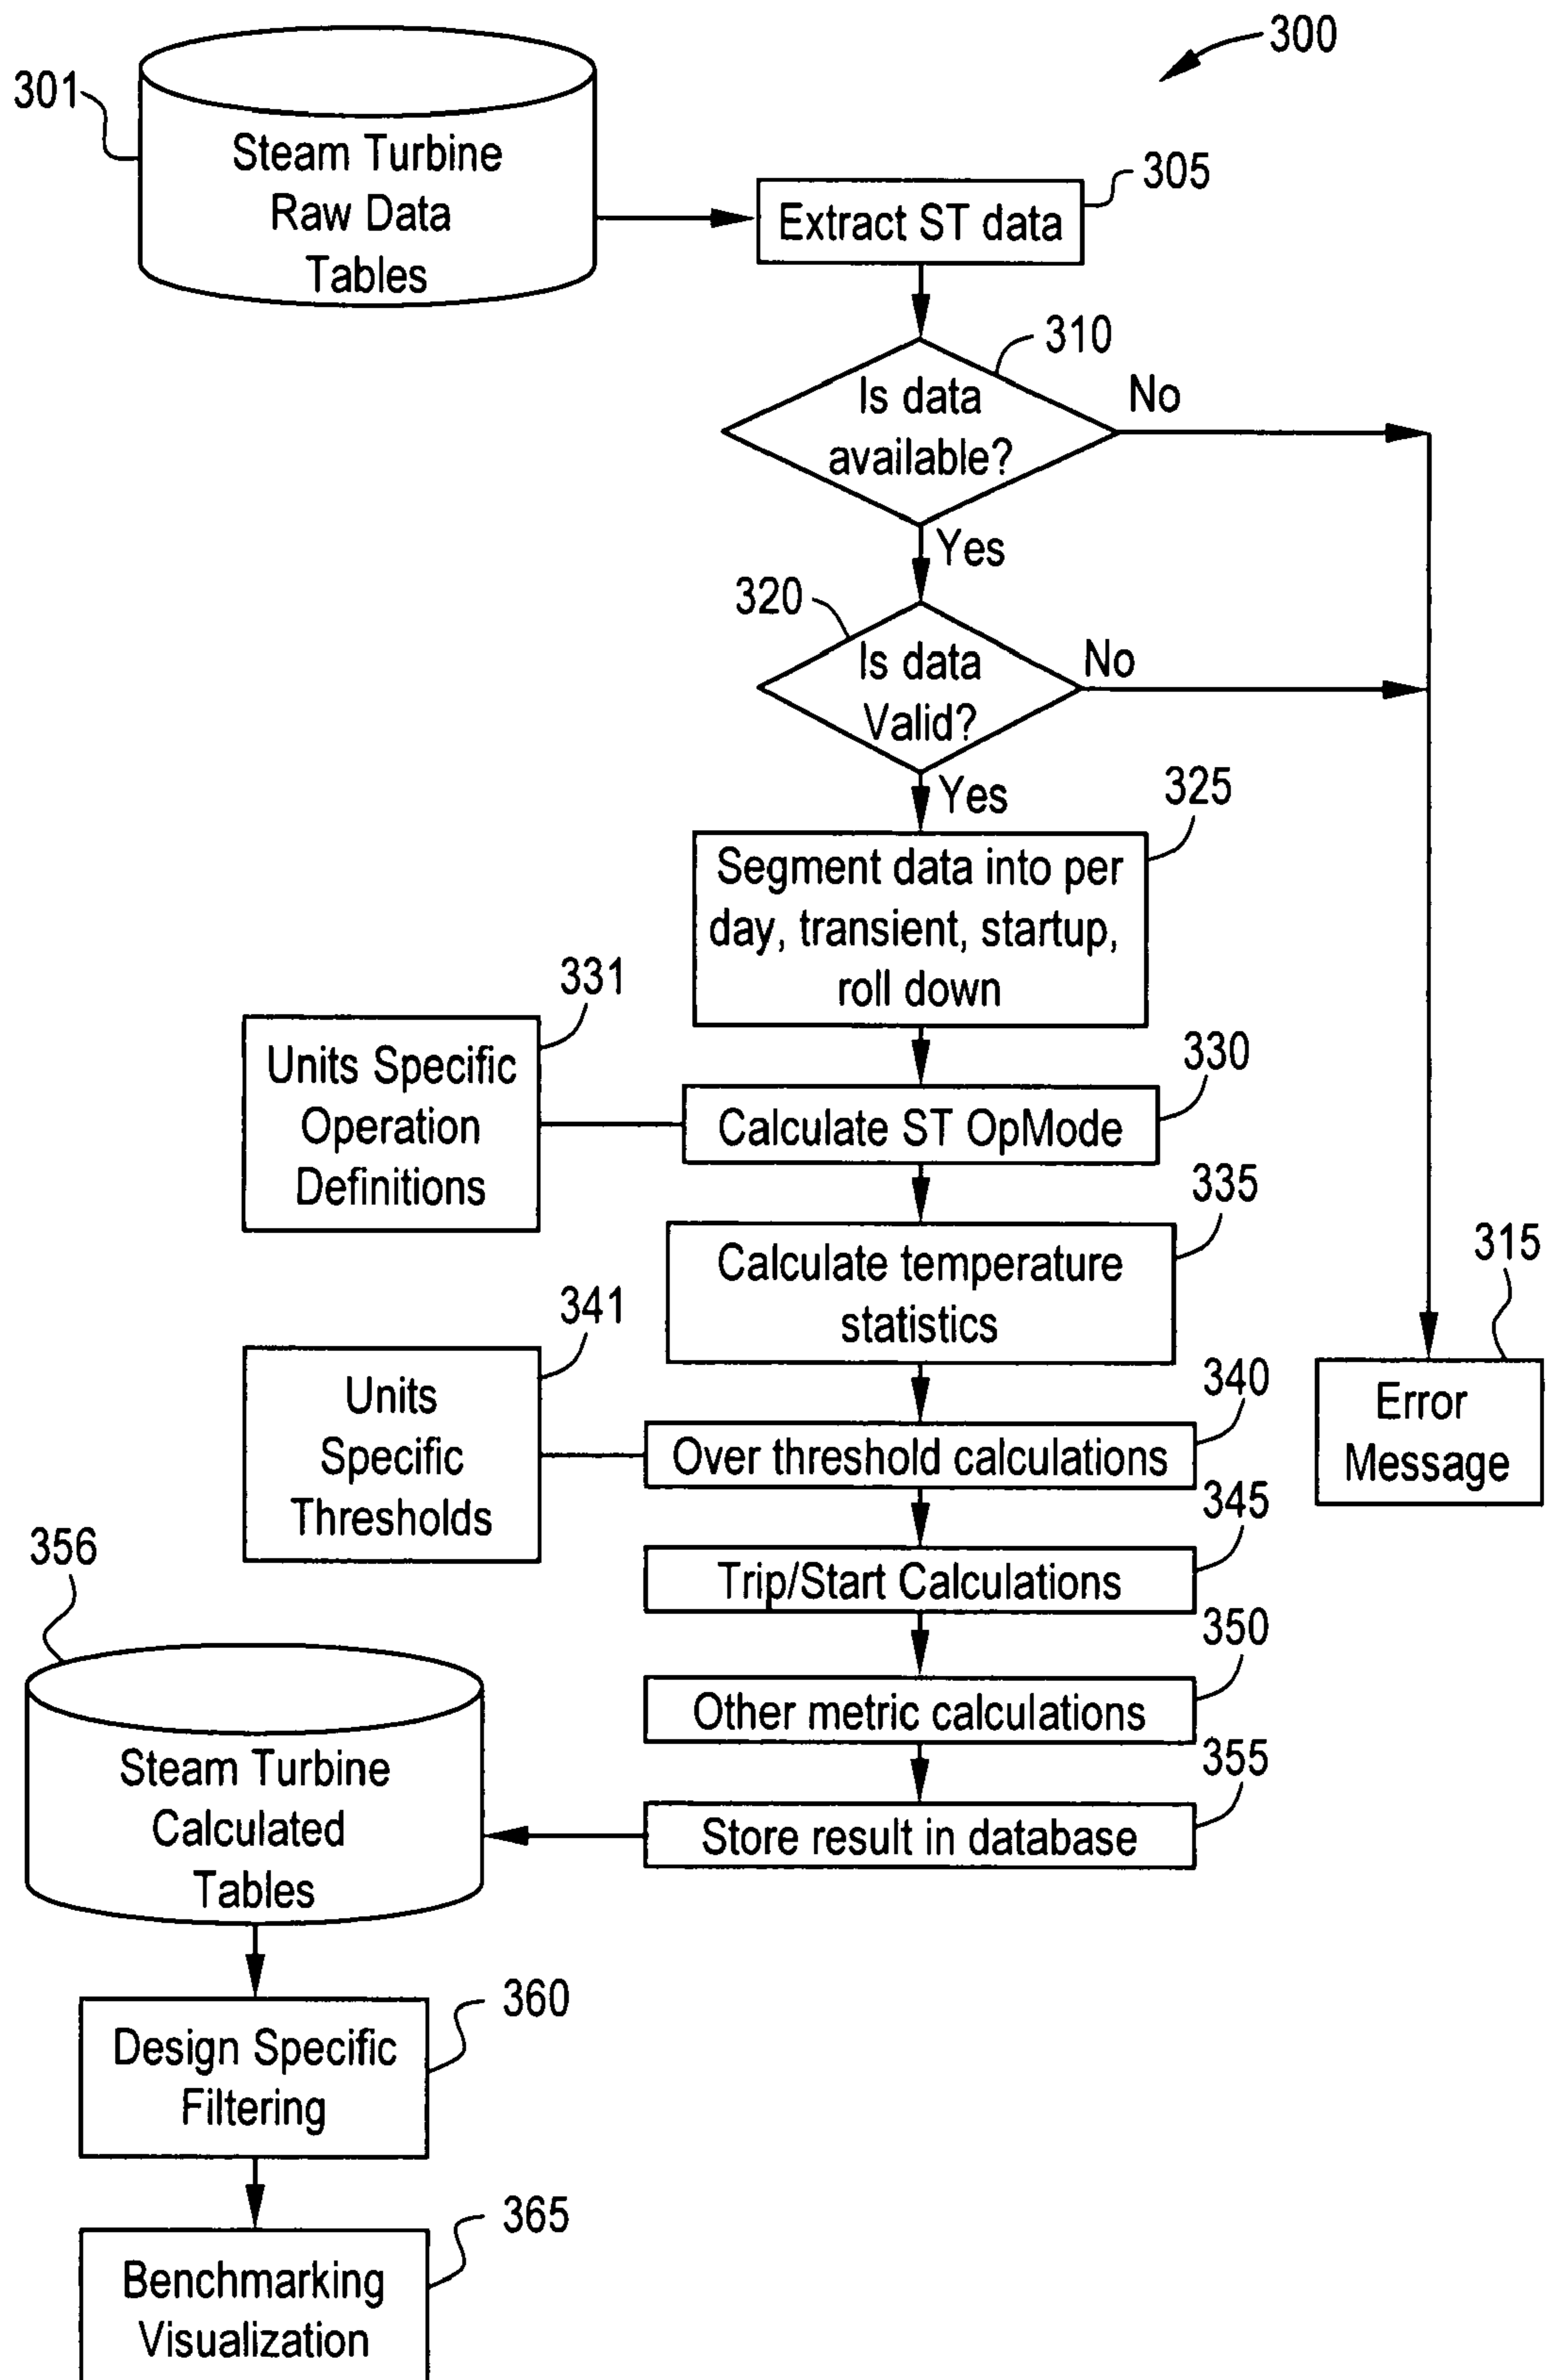 300
301
Steam Turbine
Raw Data
Tables
305
Extract ST data
310
Is data
available?
No
Yes
320
Is data
Valid?
No
Yes
325
Segment data into per
day, transient, startup,
roll down
331
Units Specific
Operation
Definitions
330
Calculate ST OpMode
335
Calculate temperature
statistics
315
Error
Message
341
Units
Specific
Thresholds
340
Over threshold calculations
345
Trip/Start Calculations
350
Other metric calculations
355
Store result in database
356
Steam Turbine
Calculated
Tables
360
Design Specific
Filtering
365
Benchmarking
Visualization